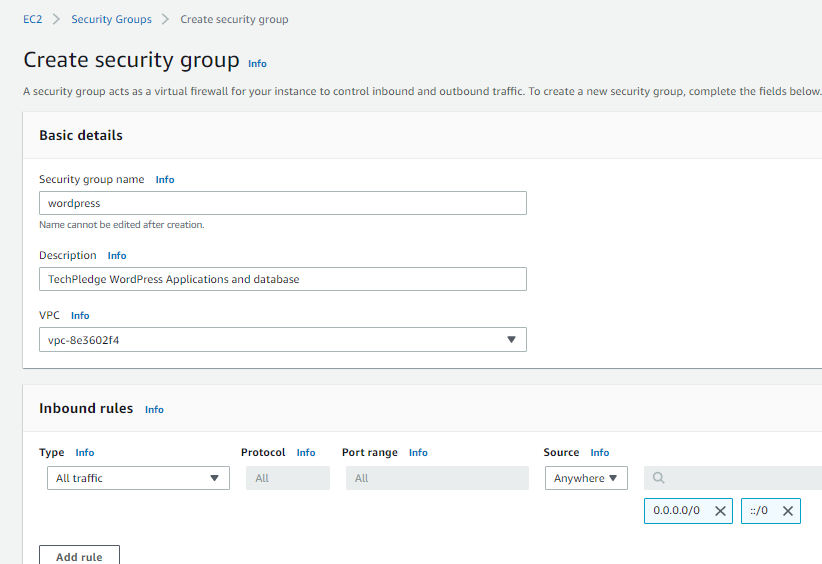 EC2 > Security Groups > Create security group
Create security group Info
A security group acts as a virtual firewall for your instance to control inbound and outbound traffic. To create a new security group, complete the fields below.
Basic details
Security group name Info
wordpress
Name cannot be edited after creation.
Description Info
TechPledge WordPress Applications and database
VPC Info
vpc-8e3602f4
Inbound rules Info
Type Info Protocol Info Port range Info Source Info
All traffic All All Anywhere
0.0.0.0/0 ::/0
Add rule